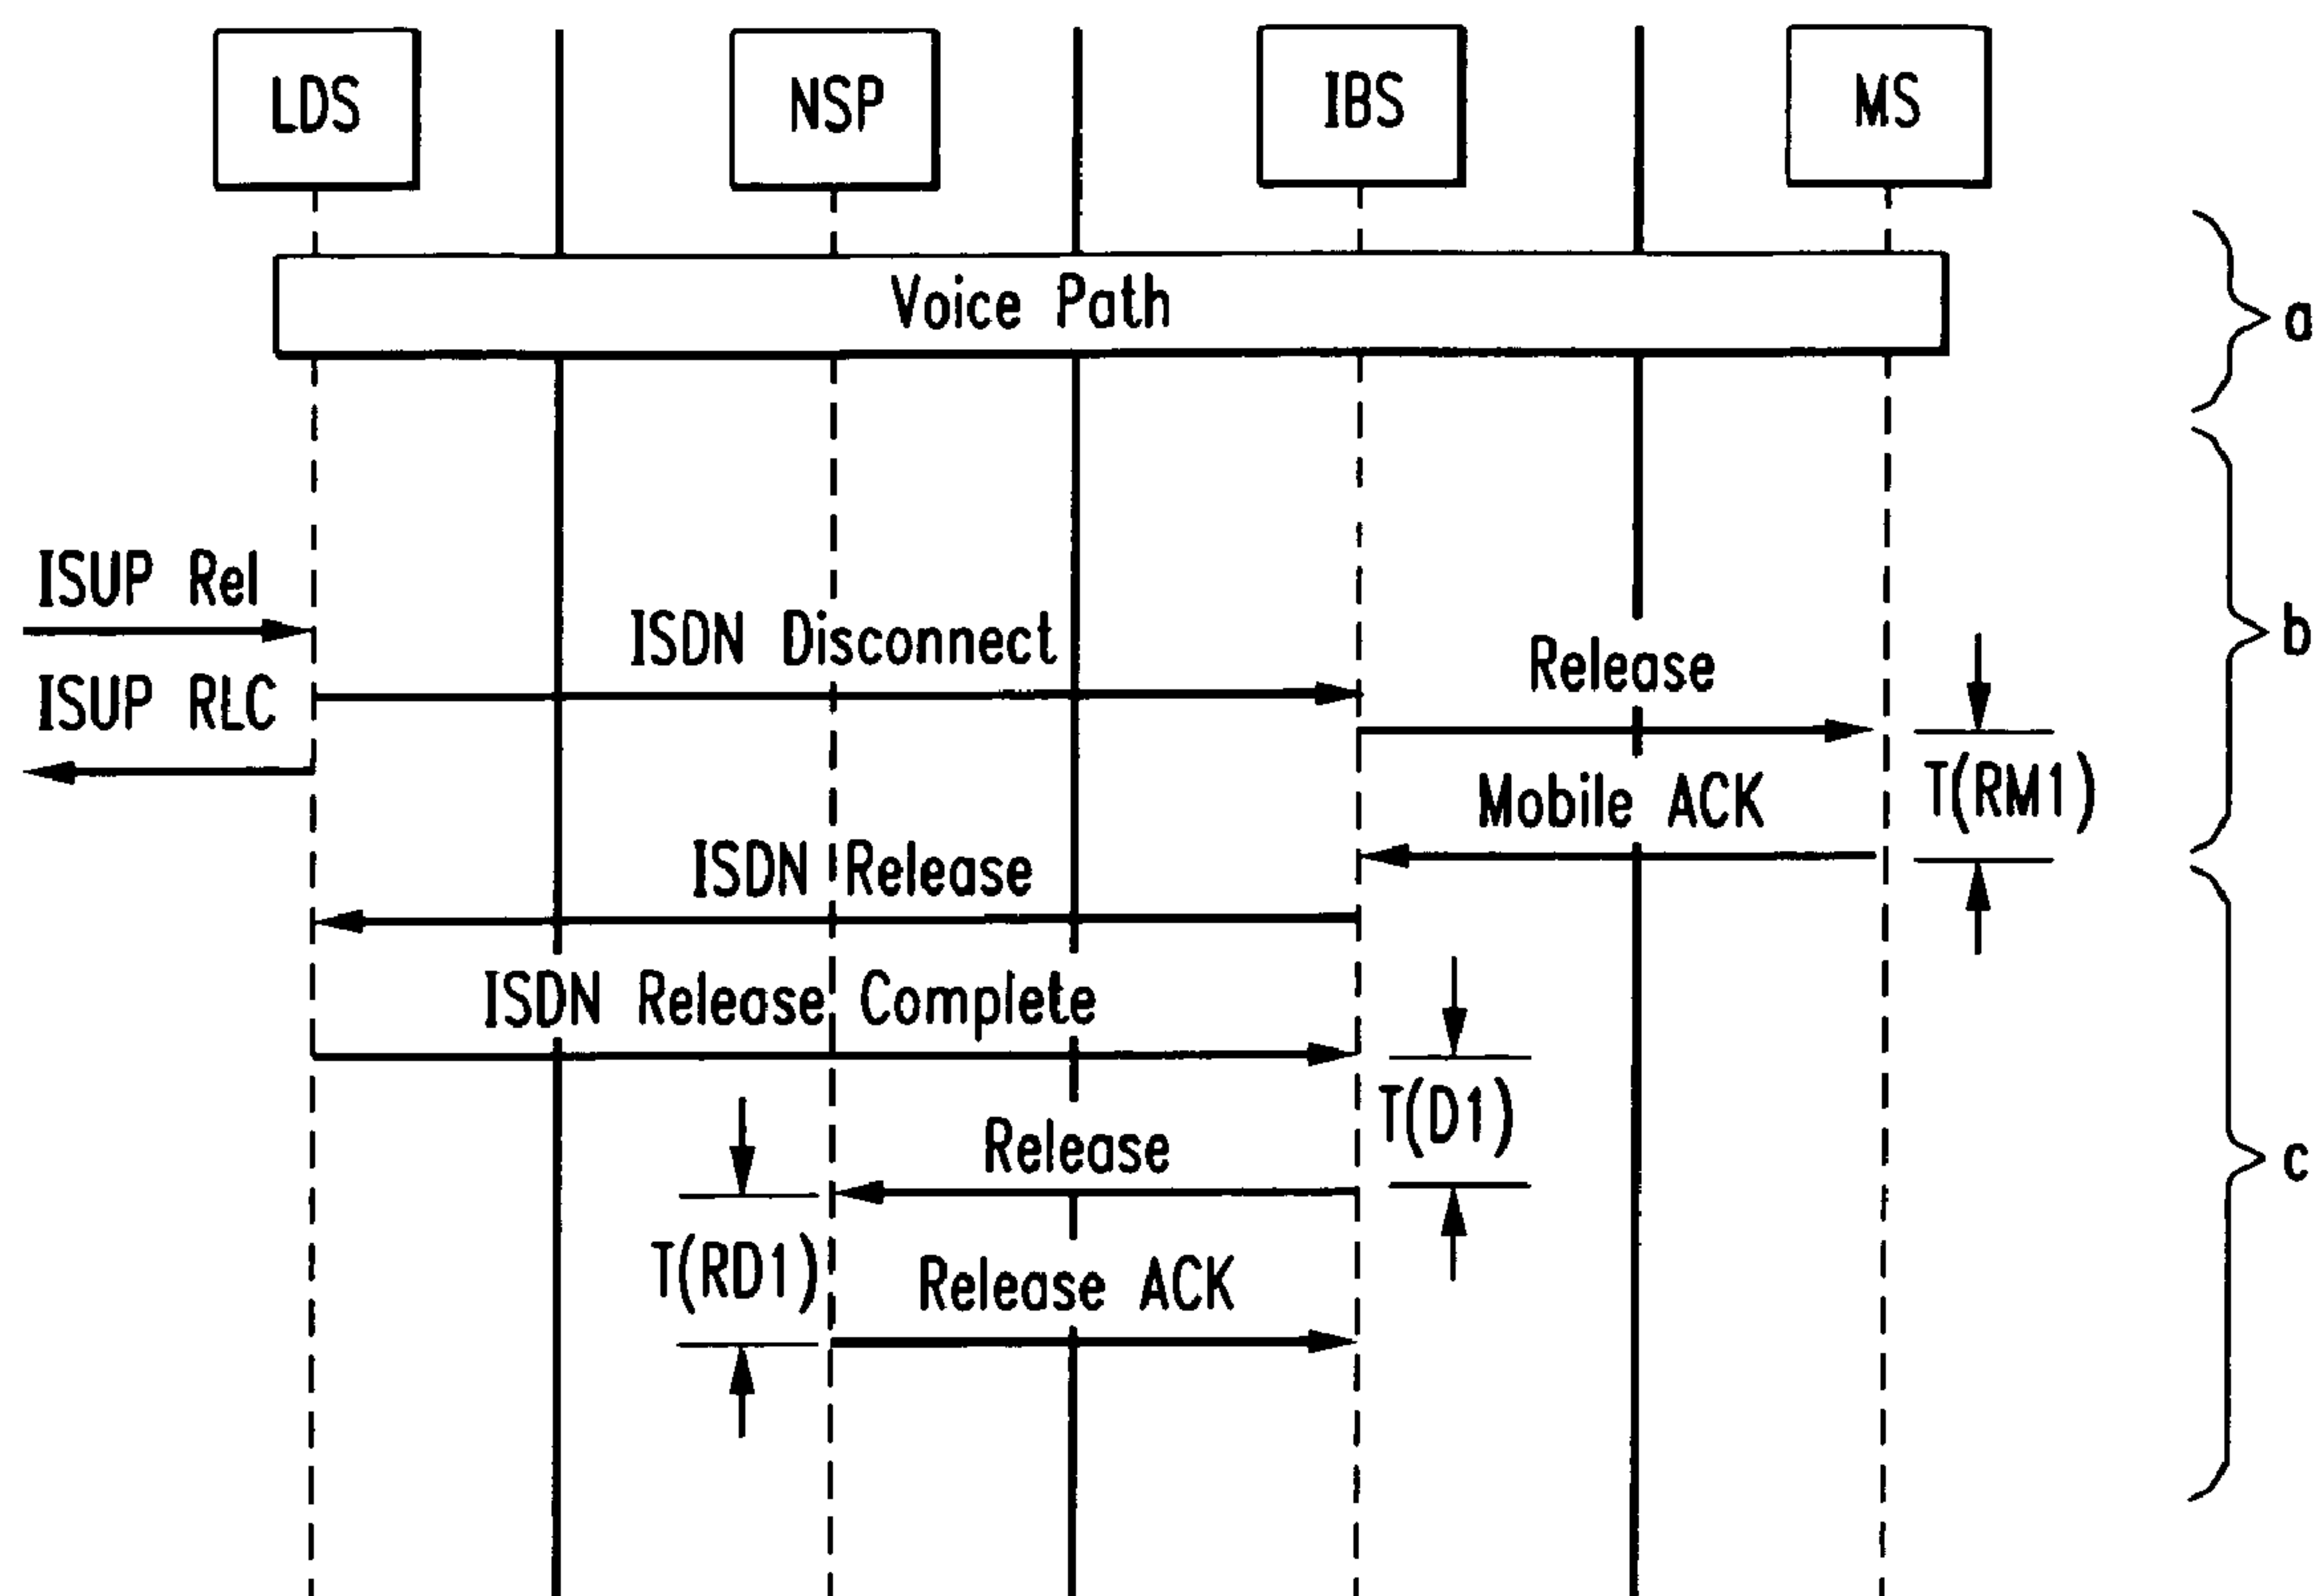 LDS
NSP
IBS
MS
Voice Path
a
ISUP Rel
ISDN Disconnect
b
Release
ISUP RLC
T(RM1)
Mobile ACK
ISDN Release
ISDN Release Complete
T(D1)
Release
c
T(RD1)
Release ACK